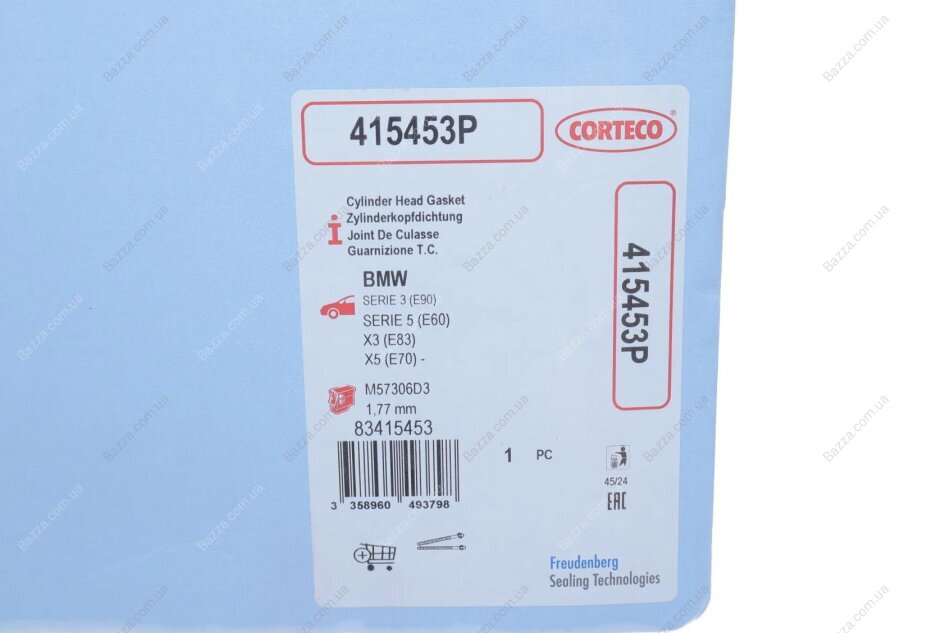 415453P
CORTECO®
Cylinder Head Gasket
Zylinderkopfdichtung
Joint De Culasse
Guarnizione T.C.
BMW
SERIE 3 (E90)
SERIE 5 (E60)
X3 (E83)
X5 (E70) -
415453P
M57306D3
1,77 mm
83415453
1 PC
3 358960 493798
45/24
EAC
Freudenberg
Sealing Technologies
Bazza.com.ua